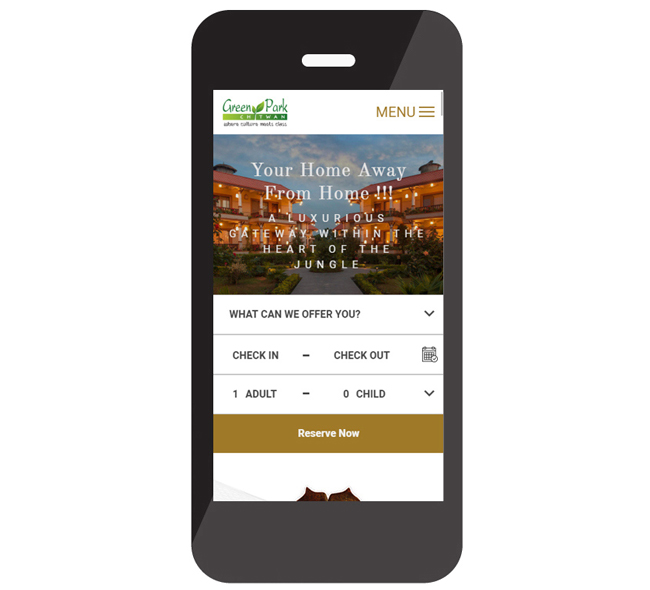 Green Park
CHITWAN
where culture meets class
MENU
Your Home Away
From Home !!!
A LUXURIOUS
GATEWAY WITHIN THE
HEART OF THE
JUNGLE
WHAT CAN WE OFFER YOU?
CHECK IN – CHECK OUT
1 ADULT – 0 CHILD
Reserve Now